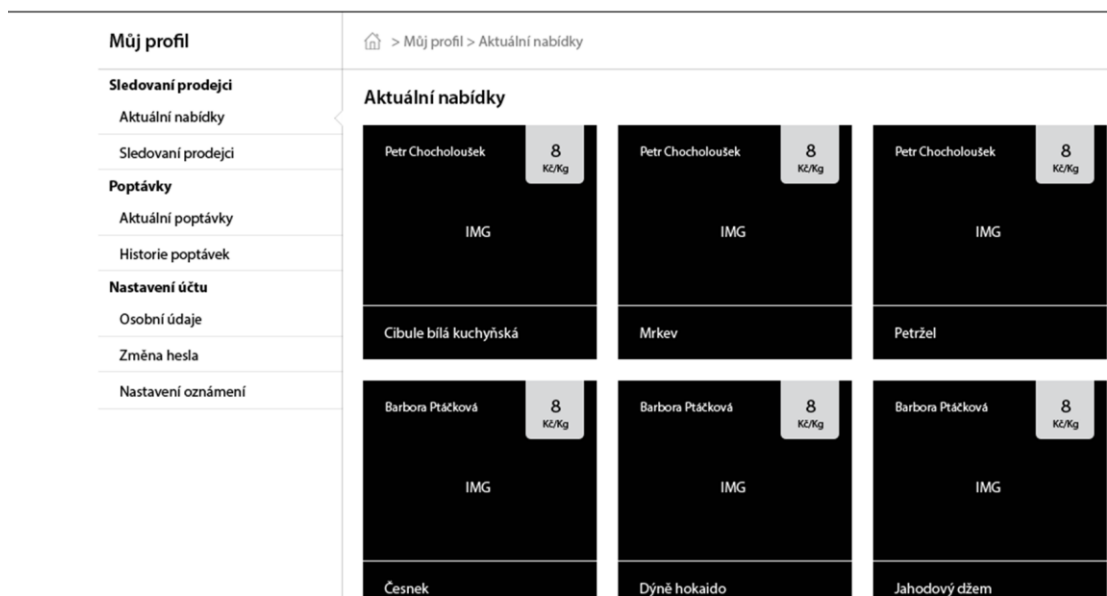 Můj profil
> Můj profil > Aktuální nabídky
Sledovaní prodejci
Aktuální nabídky
Sledovaní prodejci
Poptávky
Aktuální poptávky
Historie poptávek
Nastavení účtu
Osobní údaje
Změna hesla
Nastavení oznámení
Aktuální nabídky
Petr Chocholoušek
8
Kč/Kg
IMG
Cibule bílá kuchyňská
Petr Chocholoušek
8
Kč/Kg
IMG
Mrkev
Petr Chocholoušek
8
Kč/Kg
IMG
Petržel
Barbora Ptáčková
8
Kč/Kg
IMG
Česnek
Barbora Ptáčková
8
Kč/Kg
IMG
Dýně hokaido
Barbora Ptáčková
8
Kč/Kg
IMG
Jahodový džem